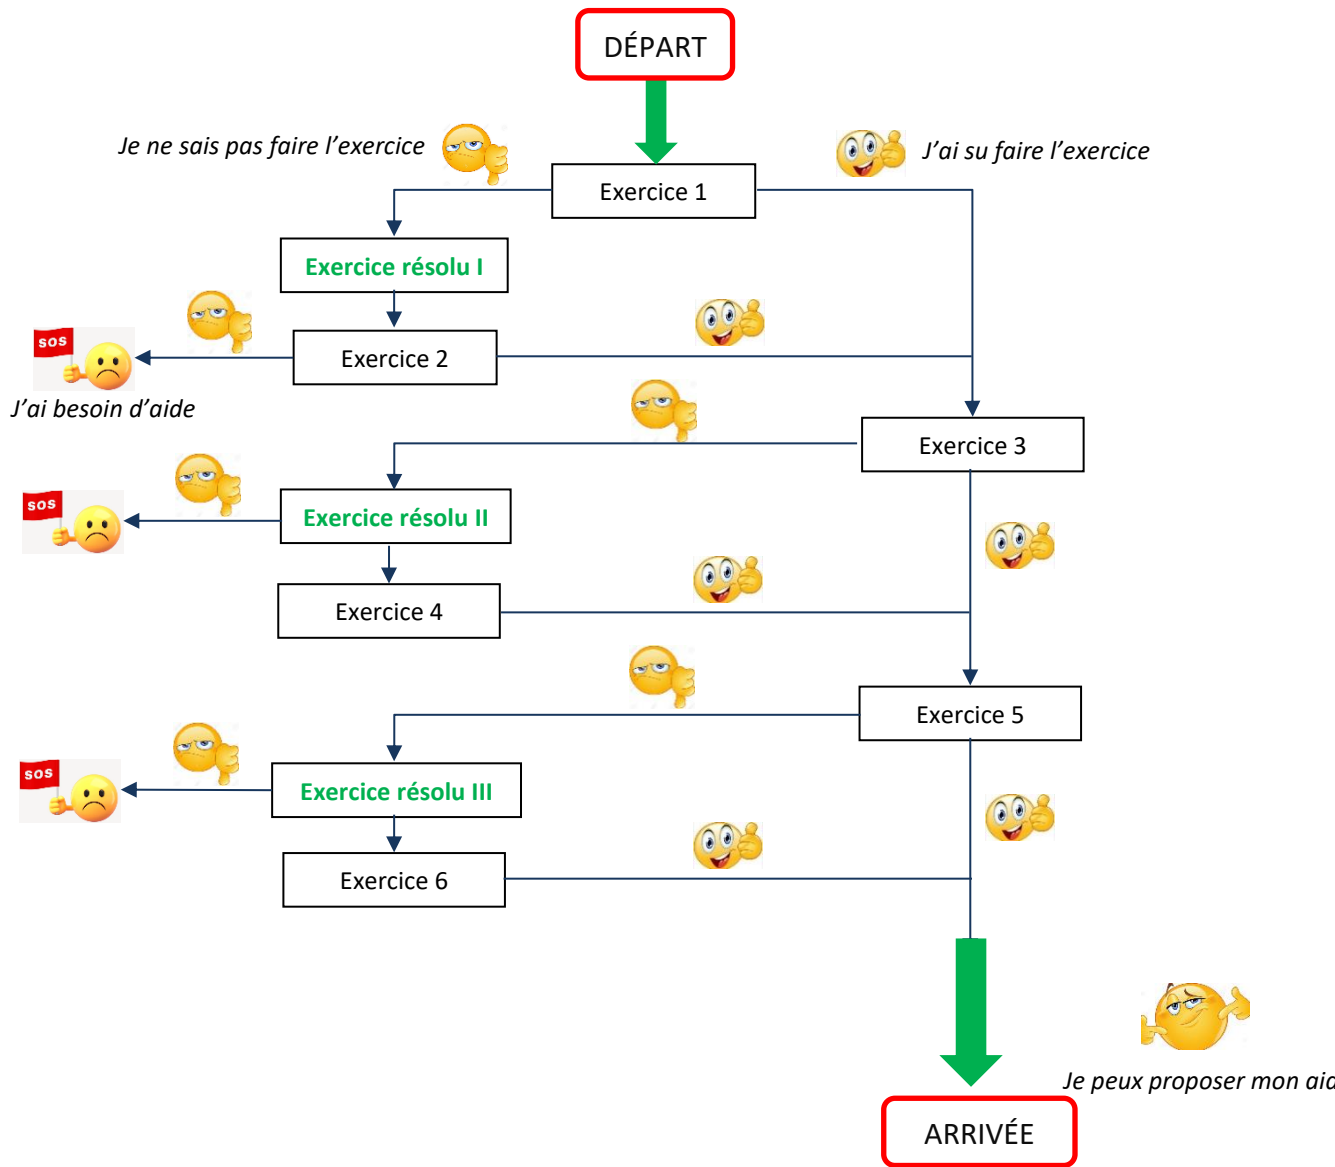 DÉPART
Je ne sais pas faire l’exercice
J’ai su faire l’exercice
Exercice 1
Exercice résolu I
SOS
Exercice 2
J’ai besoin d’aide
Exercice 3
SOS
Exercice résolu II
Exercice 4
Exercice 5
SOS
Exercice résolu III
Exercice 6
Je peux proposer mon aid
ARRIVÉE